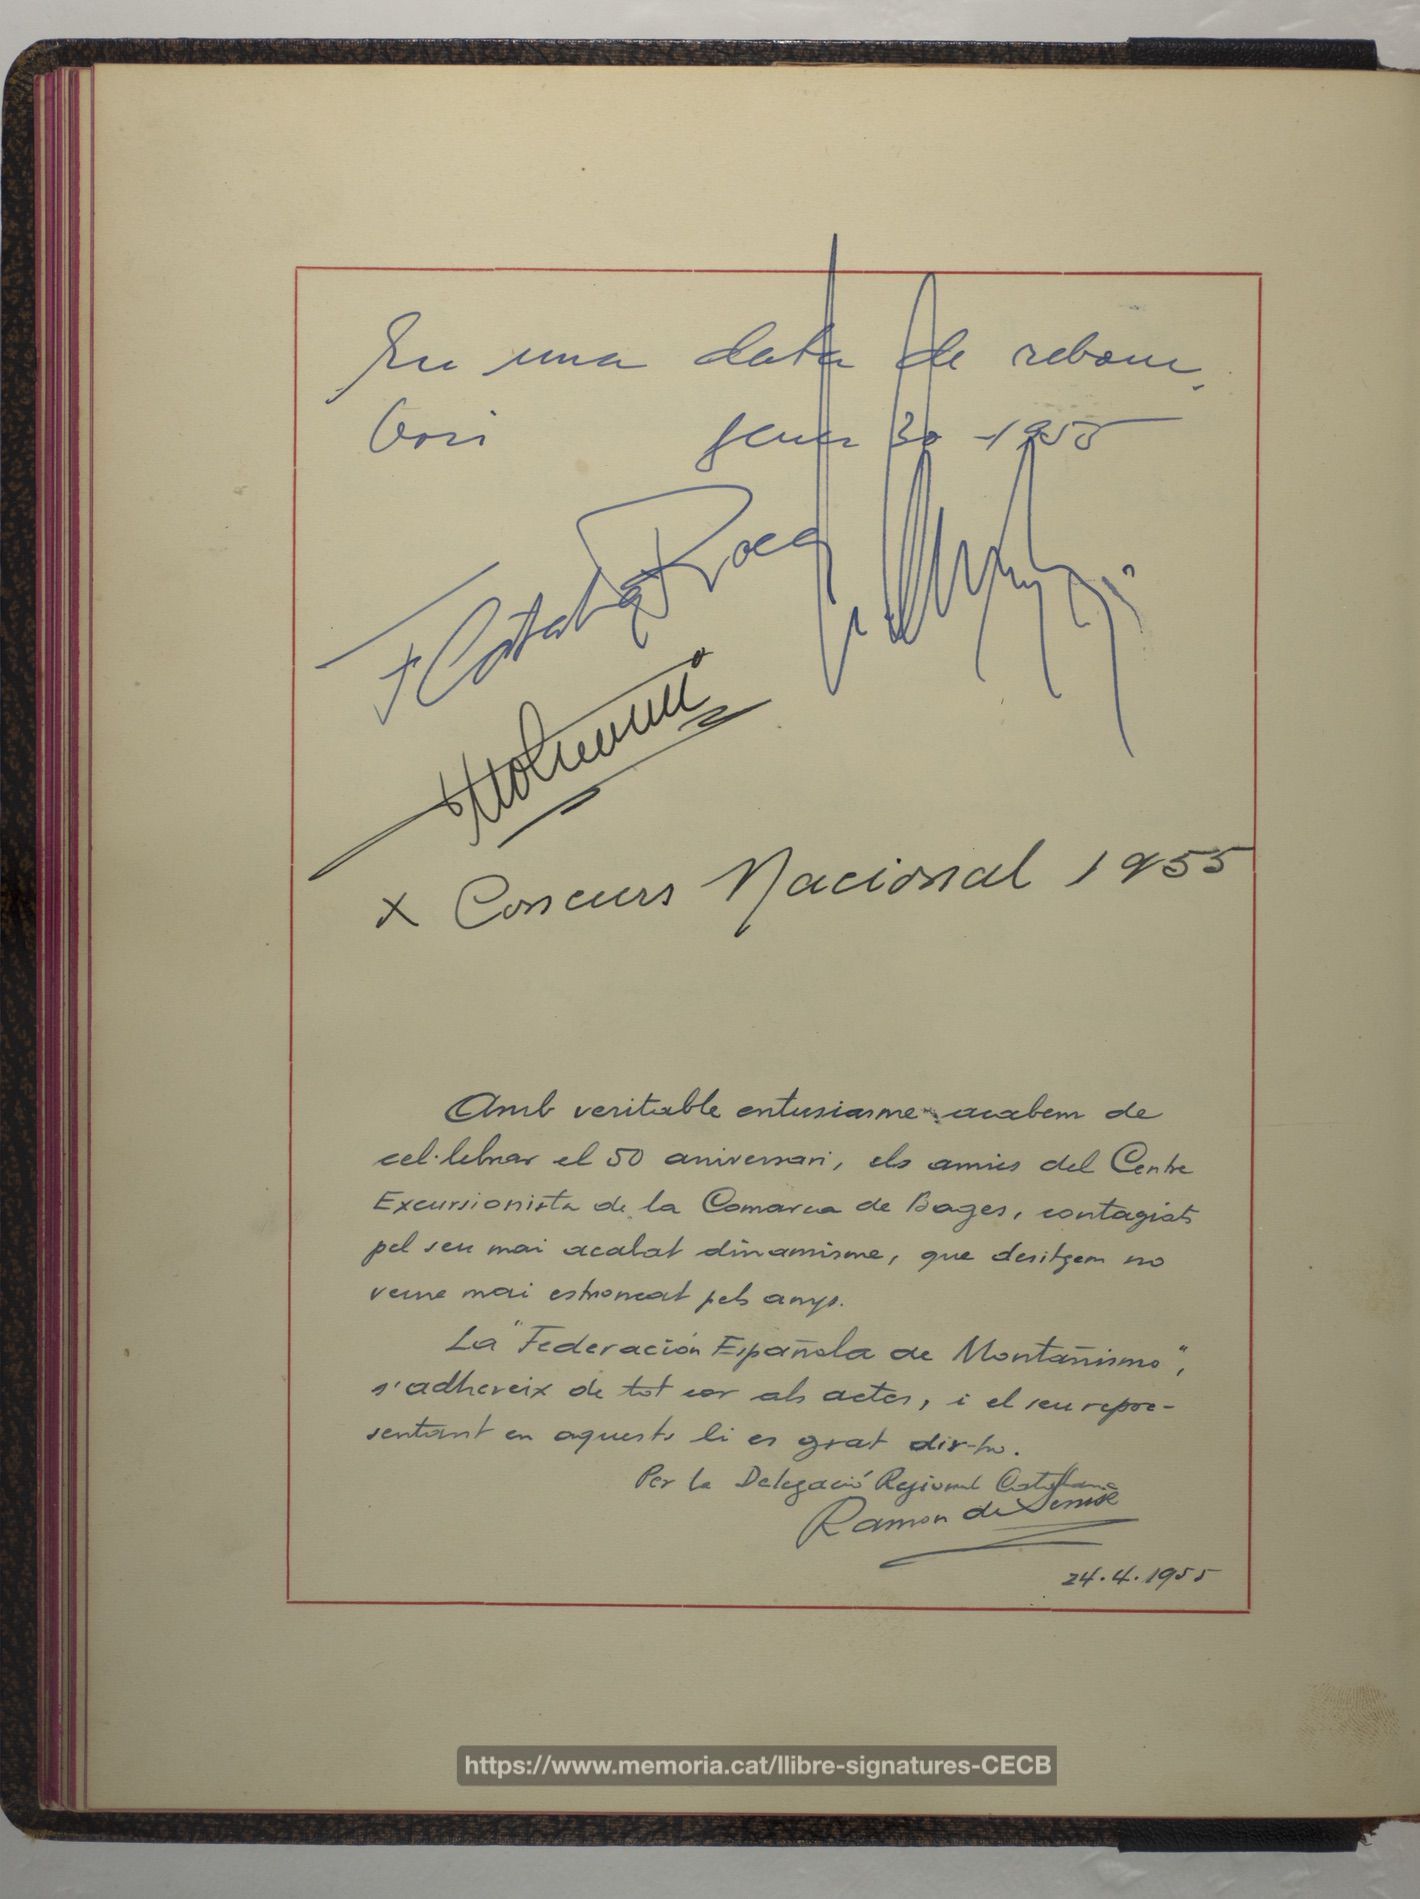 En una data de rebom-
bori gener 30 - 1955
F Català Roca
X Concurs Nacional 1955
Amb veritable entusiasme acabem de
cel·lebrar el 50 aniversari, els amics del Centre
Excursionista de la Comarca de Bages, contagiats
pel seu mai acabat dinamisme, que desitgem no
veure mai estroncat pels anys.
La "Federación Española de Montañismo",
s'adhereix de tot cor als actes, i el seu repre-
sentant en aquests li es grat dir-ho.
Per la Delegació Regional Catalana
Ramon de Semir
24.4.1955
https://www.memoria.cat/llibre-signatures-CECB